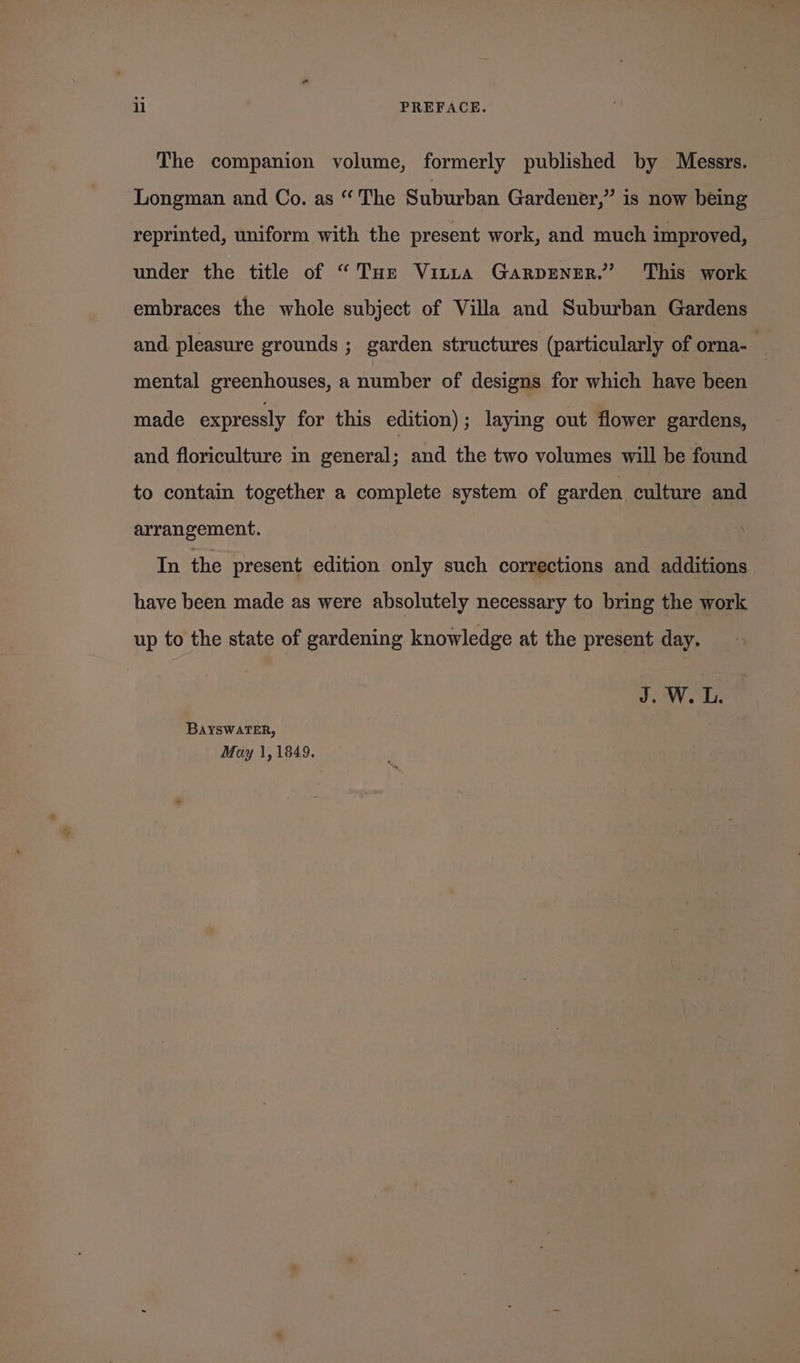 ii PREFACE.
The companion volume, formerly published by Messrs.
Longman and Co. as “The Suburban Gardener,” is now being
reprinted, uniform with the present work, and much improved,
under the title of “The Villa Gardener.” This work
embraces the whole subject of Villa and Suburban Gardens
and pleasure grounds; garden structures (particularly of orna-
mental greenhouses, a number of designs for which have been
made expressly for this edition); laying out flower gardens,
and floriculture in general; and the two volumes will be found
to contain together a complete system of garden culture and
arrangement.
In the present edition only such corrections and additions
have been made as were absolutely necessary to bring the work
up to the state of gardening knowledge at the present day.
J. W. L.
Bayswater,
May 1, 1849.